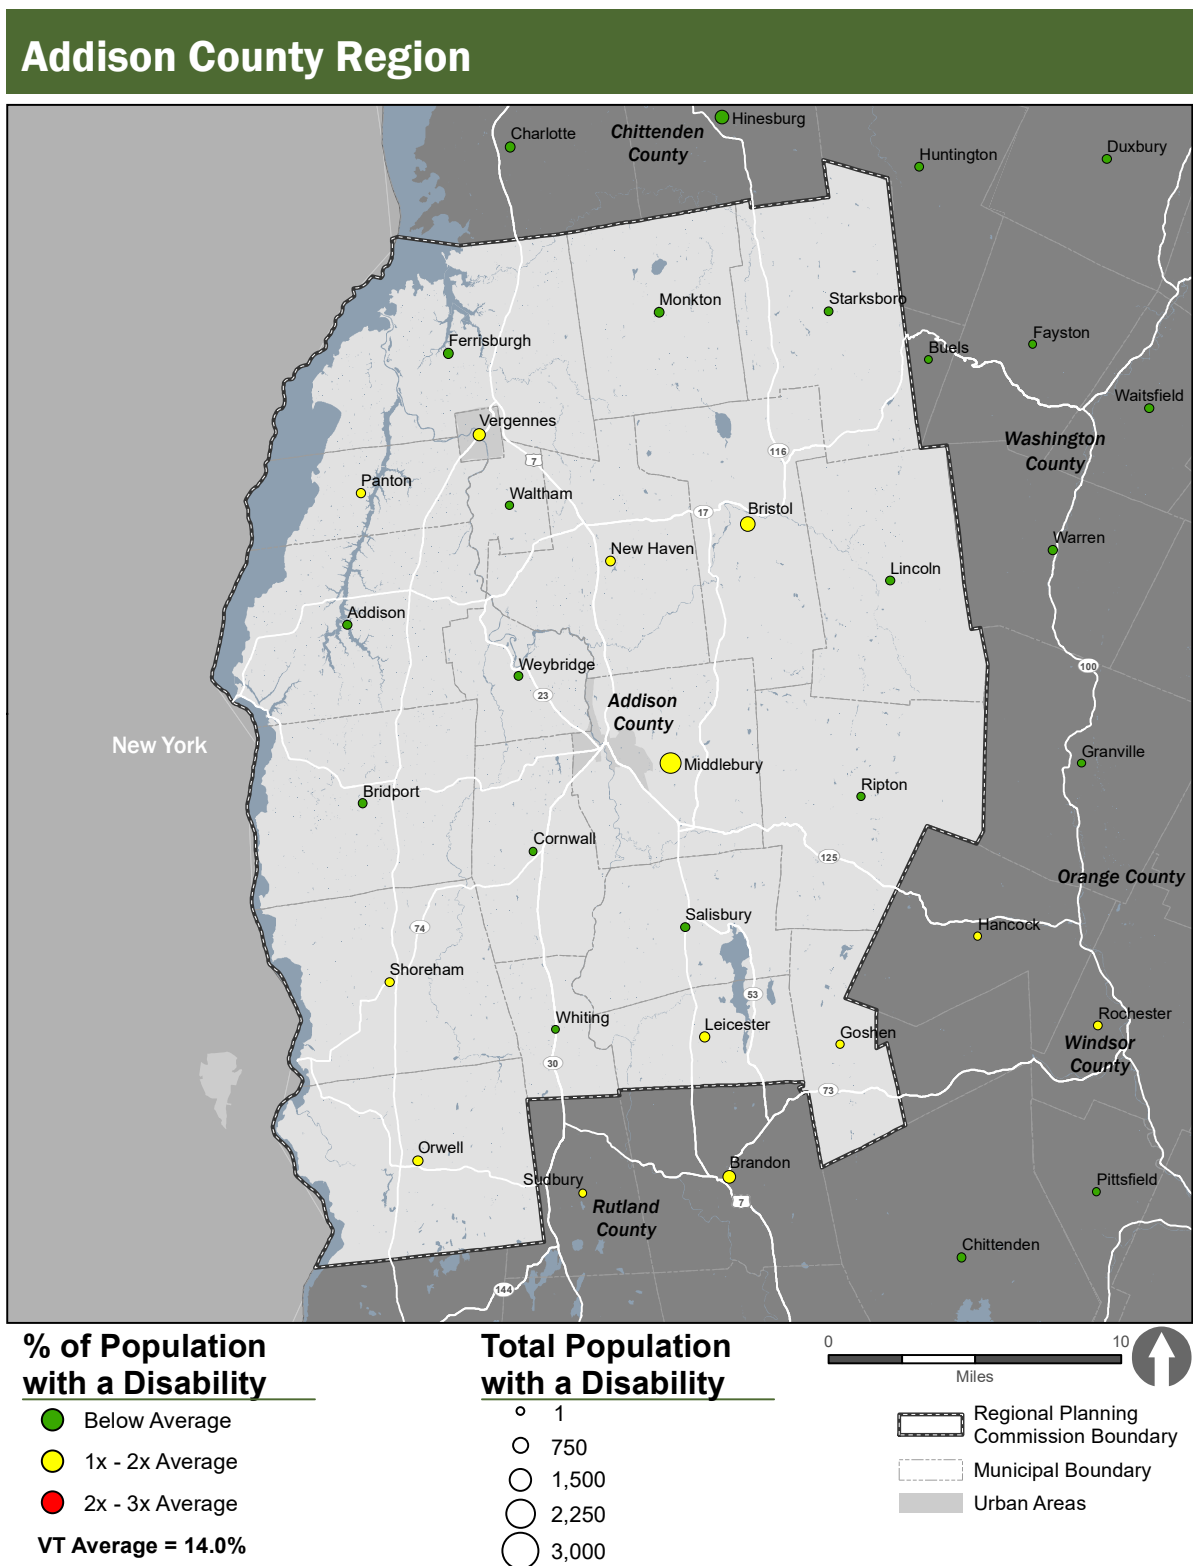 Addison County Region
Hinesburg
Charlotte
Chittenden
County
Huntington
Duxbury
Monkton
Starksboro
Ferrisburgh
Buels
Fayston
Waitsfield
Vergennes
Washington
County
116
7
Panton
Waltham
17
Bristol
New Haven
Warren
Lincoln
Addison
Weybridge
100
23
Addison
County
New York
Middlebury
Granville
Bridport
Ripton
Cornwall
125
Orange County
Salisbury
74
Hancock
Shoreham
53
Whiting
Leicester
Goshen
Rochester
Windsor
County
30
73
Orwell
Brandon
Sudbury
7
Rutland
County
Pittsfield
Chittenden
144
% of Population
with a Disability
Below Average
1x - 2x Average
2x - 3x Average
VT Average = 14.0%
Total Population
with a Disability
1
750
1,500
2,250
3,000
0 10
Miles
Regional Planning
Commission Boundary
Municipal Boundary
Urban Areas